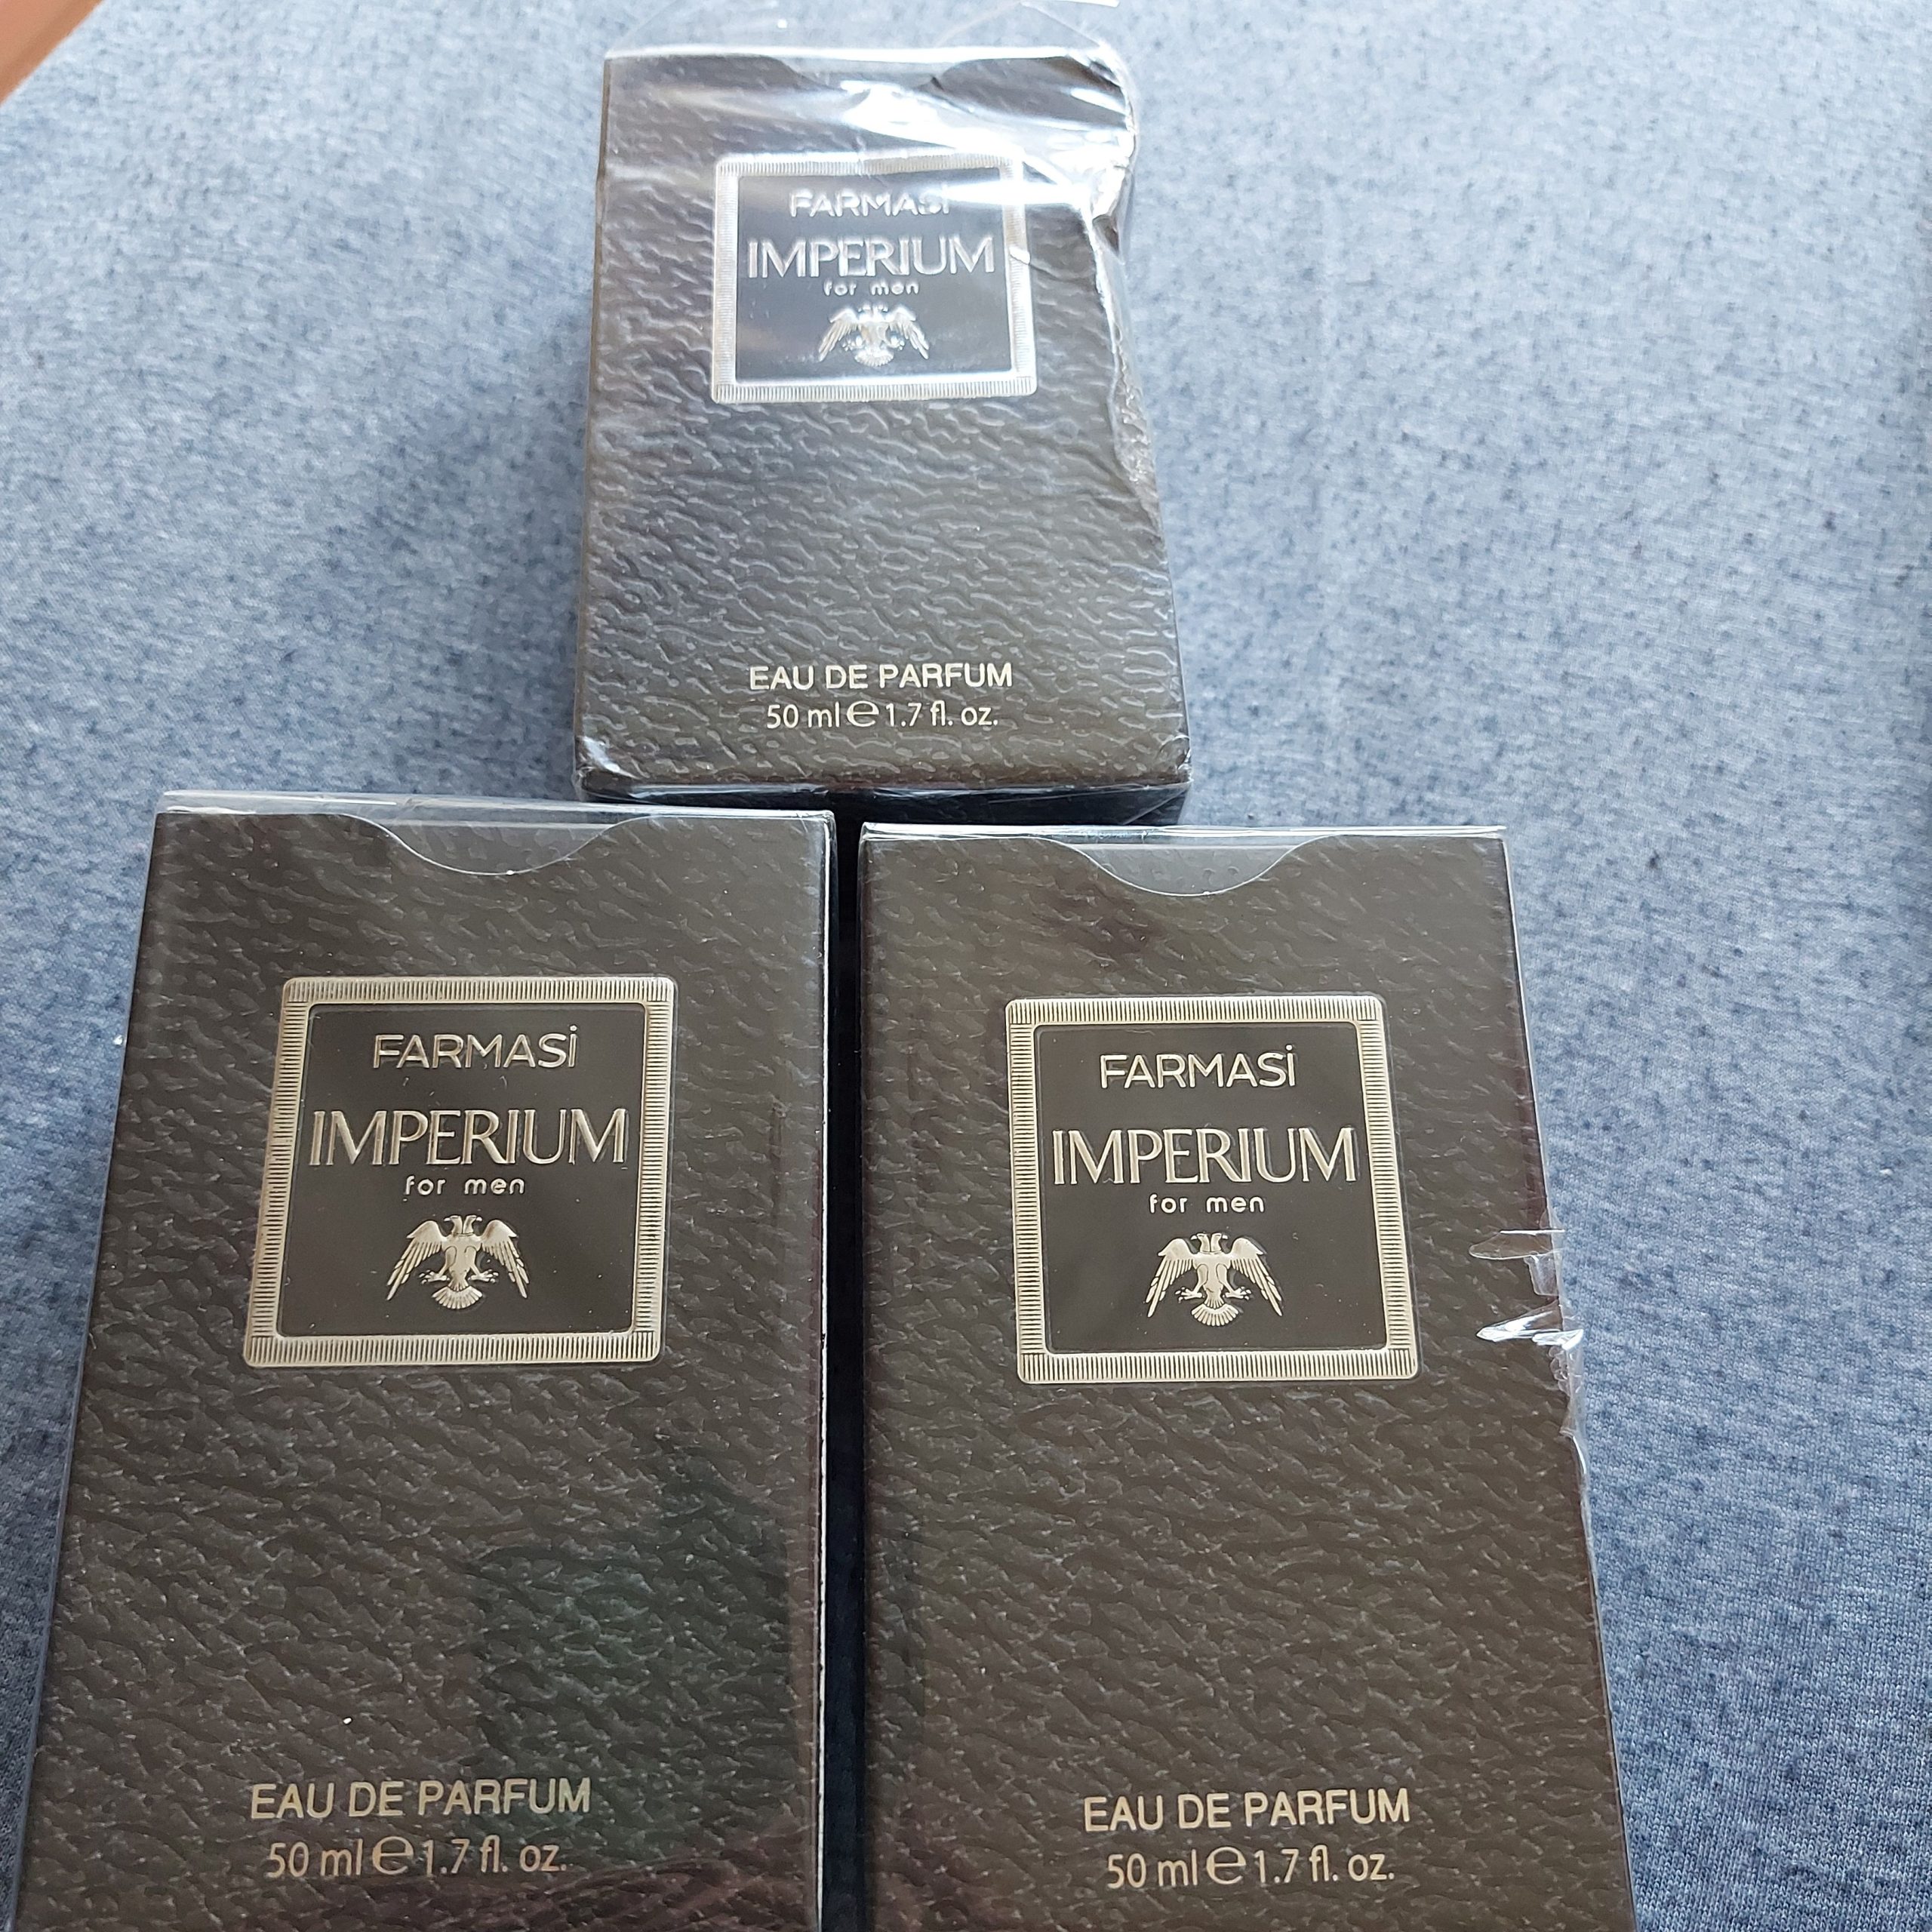 FARMASİ
IMPERIUM
for men
EAU DE PARFUM
50 ml e 1.7 fl. oz.
FARMASİ
IMPERIUM
for men
EAU DE PARFUM
50 ml e 1.7 fl. oz.
FARMASİ
IMPERIUM
for men
EAU DE PARFUM
50 ml e 1.7 fl. oz.